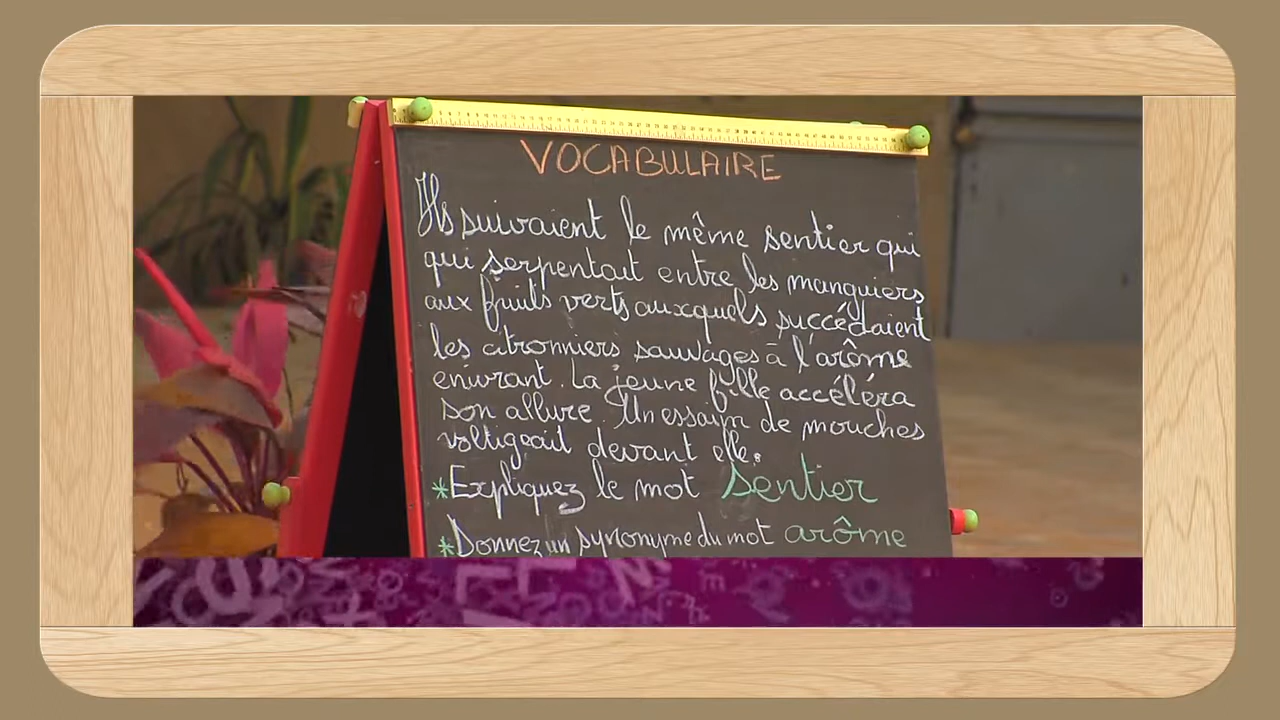 VOCABULAIRE
Ils suivaient le même sentier qui
qui serpentait entre les manguiers
aux fruits verts auxquels succédaient
les citronniers sauvages à l'arôme
enivrant. La jeune fille accéléra
son allure. Un essaim de mouches
voltigeait devant elle.
*Expliquez le mot sentier
*Donnez un synonyme du mot arôme